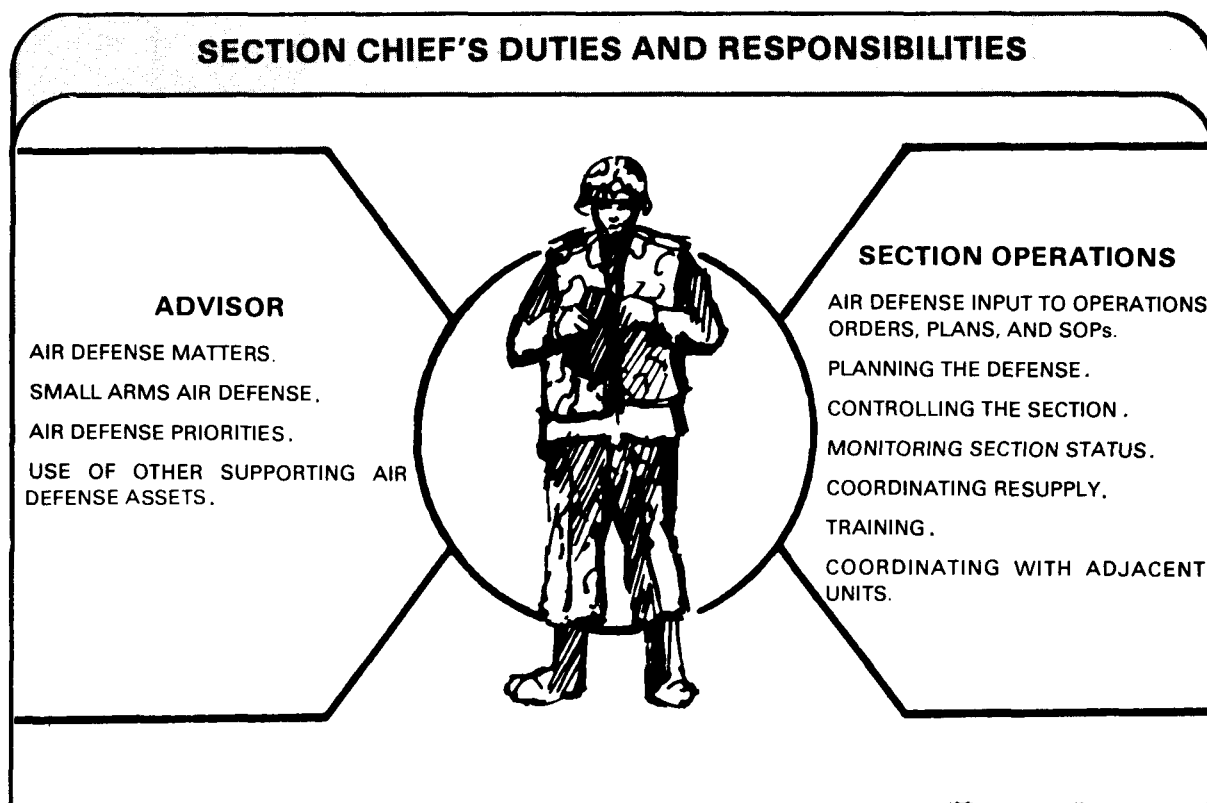 SECTION CHIEF'S DUTIES AND RESPONSIBILITIES
ADVISOR
AIR DEFENSE MATTERS.
SMALL ARMS AIR DEFENSE.
AIR DEFENSE PRIORITIES.
USE OF OTHER SUPPORTING AIR
DEFENSE ASSETS.
SECTION OPERATIONS
AIR DEFENSE INPUT TO OPERATIONS
ORDERS, PLANS, AND SOPs.
PLANNING THE DEFENSE.
CONTROLLING THE SECTION.
MONITORING SECTION STATUS.
COORDINATING RESUPPLY.
TRAINING.
COORDINATING WITH ADJACENT
UNITS.